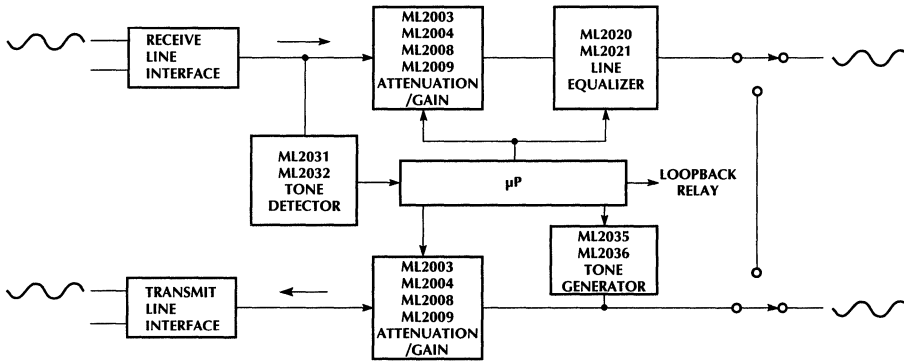 RECEIVE
LINE
INTERFACE
ML2003
ML2004
ML2008
ML2009
ATTENUATION
/GAIN
ML2020
ML2021
LINE
EQUALIZER
ML2031
ML2032
TONE
DETECTOR
µP
LOOPBACK
RELAY
ML2035
ML2036
TONE
GENERATOR
TRANSMIT
LINE
INTERFACE
ML2003
ML2004
ML2008
ML2009
ATTENUATION
/GAIN